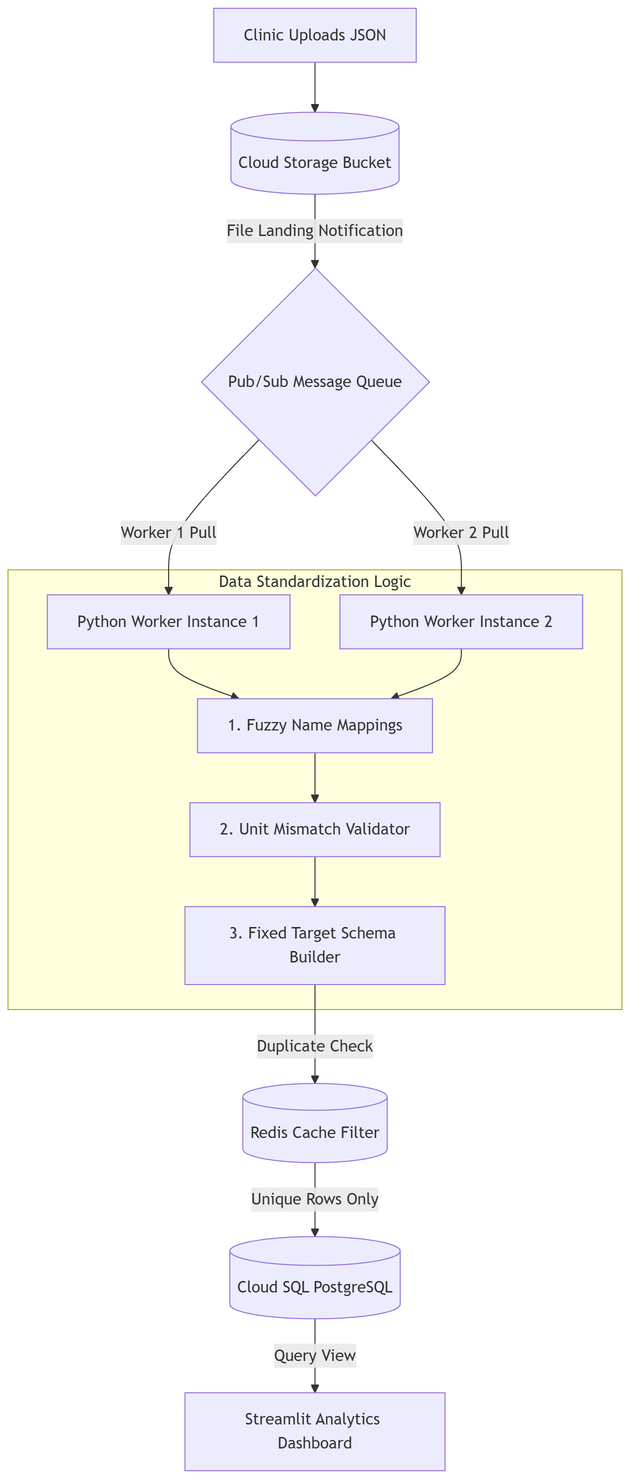 Clinic Uploads JSON
Cloud Storage Bucket
File Landing Notification
Pub/Sub Message Queue
Worker 1 Pull
Worker 2 Pull
Data Standardization Logic
Python Worker Instance 1
Python Worker Instance 2
1. Fuzzy Name Mappings
2. Unit Mismatch Validator
3. Fixed Target Schema
Builder
Duplicate Check
Redis Cache Filter
Unique Rows Only
Cloud SQL PostgreSQL
Query View
Streamlit Analytics
Dashboard